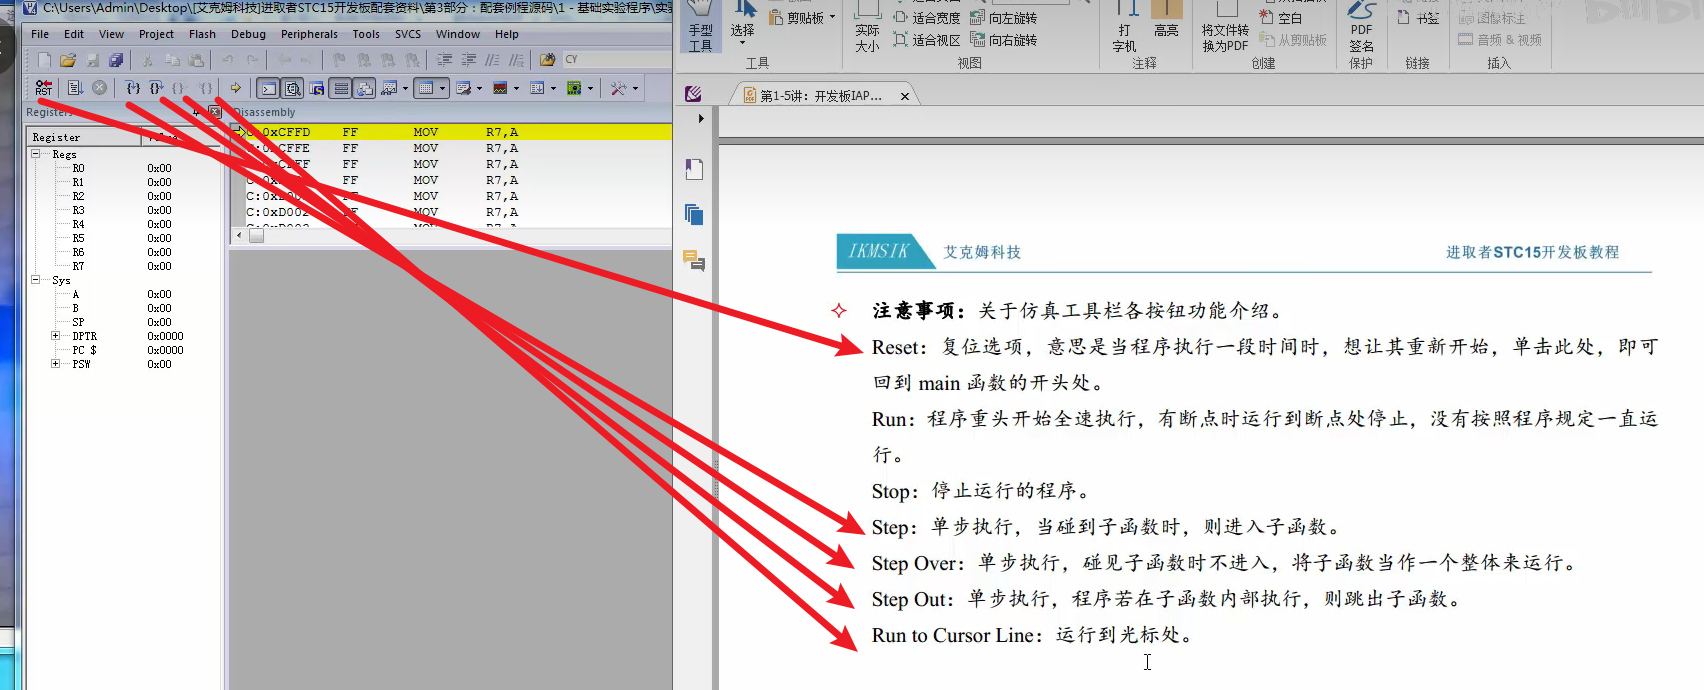 C:\Users\Admin\Desktop\[艾克姆科技]进取者STC15开发板配套资料\第3部分：配套例程源码\1 - 基础实验程序\实
File Edit View Project Flash Debug Peripherals Tools SVCS Window Help
CY
RST
Registers
Register
Regs
R0 0x00
R1 0x00
R2 0x00
R3 0x00
R4 0x00
R5 0x00
R6 0x00
R7 0x00
Sys
A 0x00
B 0x00
SP 0x00
DPTR 0x0000
PC $ 0x0000
PSW 0x00
Disassembly
C:0xCFFD FF MOV R7,A
C:0xCFFE FF MOV R7,A
FF MOV R7,A
FF MOV R7,A
MOV R7,A
C:0xD002 FF MOV R7,A
手型工具
选择
剪贴板
工具
实际大小
适合宽度
适合视区
向左旋转
向右旋转
视图
打字机
高亮
注释
将文件转换为PDF
空白
从剪贴板
创建
PDF签名
保护
书签
链接
图像标注
音频 & 视频
插入
第1-5讲：开发板IAP...
IKMSIK 艾克姆科技 进取者STC15开发板教程
注意事项：关于仿真工具栏各按钮功能介绍。
Reset：复位选项，意思是当程序执行一段时间时，想让其重新开始，单击此处，即可
回到 main 函数的开头处。
Run：程序重头开始全速执行，有断点时运行到断点处停止，没有按照程序规定一直运
行。
Stop：停止运行的程序。
Step：单步执行，当碰到子函数时，则进入子函数。
Step Over：单步执行，碰见子函数时不进入，将子函数当作一个整体来运行。
Step Out：单步执行，程序若在子函数内部执行，则跳出子函数。
Run to Cursor Line：运行到光标处。